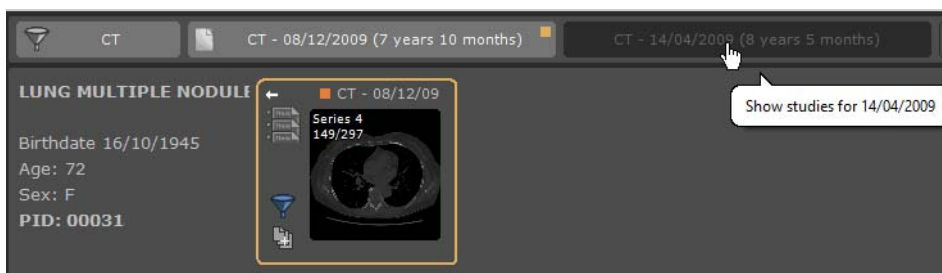 CT
CT - 08/12/2009 (7 years 10 months)
CT - 14/04/2009 (8 years 5 months)
Show studies for 14/04/2009
LUNG MULTIPLE NODULE
CT - 08/12/09
Series 4
149/297
Birthdate 16/10/1945
Age: 72
Sex: F
PID: 00031